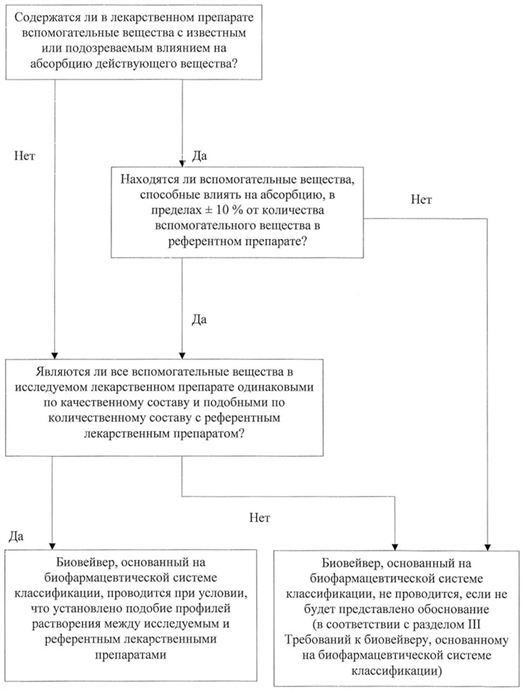 Содержатся ли в лекарственном препарате
вспомогательные вещества с известным
или подозреваемым влиянием на
абсорбцию действующего вещества?
Нет
Да
Находятся ли вспомогательные вещества,
способные влиять на абсорбцию, в
пределах ± 10 % от количества
вспомогательного вещества в
референтном препарате?
Нет
Да
Являются ли все вспомогательные вещества в
исследуемом лекарственном препарате одинаковыми
по качественному составу и подобными по
количественному составу с референтным
лекарственным препаратом?
Да
Нет
Биовейвер, основанный на
биофармацевтической системе
классификации, проводится при условии,
что установлено подобие профилей
растворения между исследуемым и
референтным лекарственными
препаратами
Биовейвер, основанный на
биофармацевтической системе
классификации, не проводится, если не
будет представлено обоснование
(в соответствии с разделом III
Требований к биовейверу, основанному
на биофармацевтической системе
классификации)